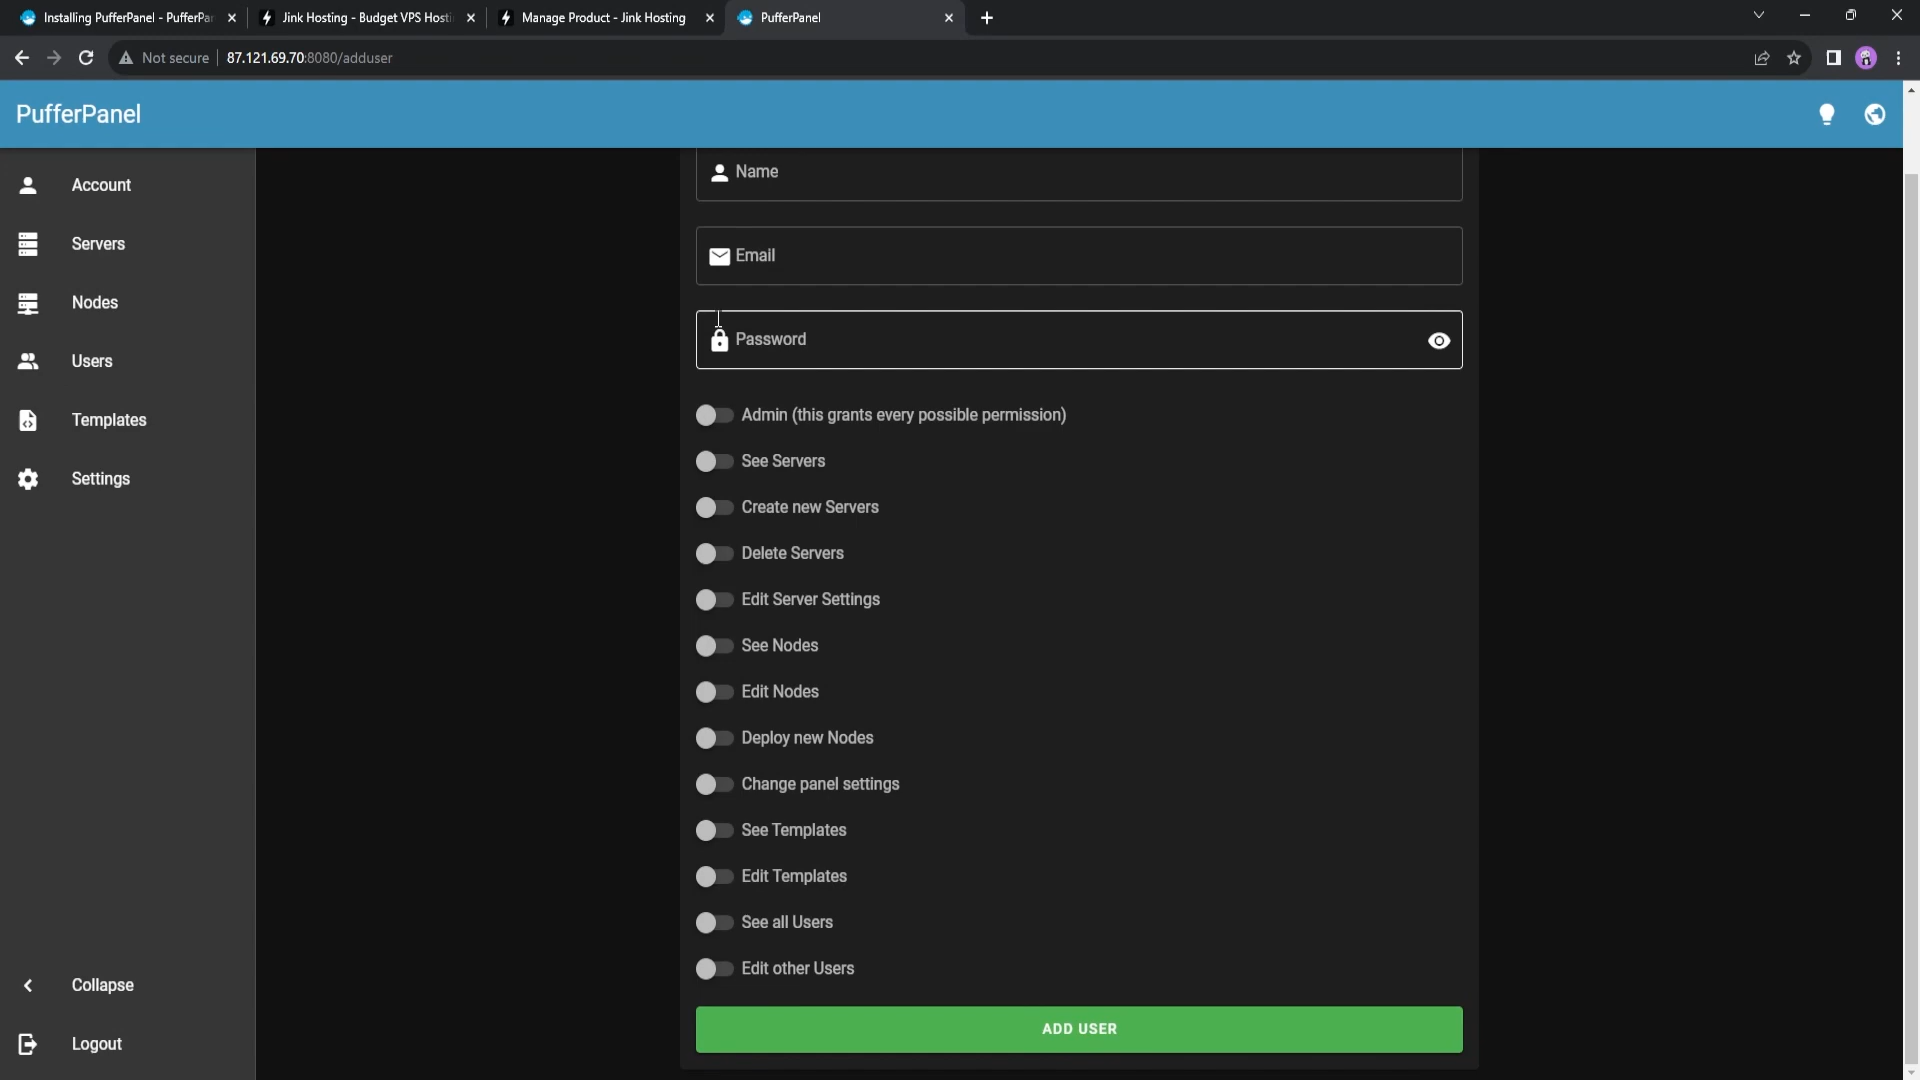 Installing PufferPanel - PufferPan
Jink Hosting - Budget VPS Hosti
Manage Product - Jink Hosting
PufferPanel
Not secure
87.121.69.70:8080/adduser
PufferPanel
Account
Servers
Nodes
Users
Templates
Settings
Collapse
Logout
Name
Email
Password
Admin (this grants every possible permission)
See Servers
Create new Servers
Delete Servers
Edit Server Settings
See Nodes
Edit Nodes
Deploy new Nodes
Change panel settings
See Templates
Edit Templates
See all Users
Edit other Users
ADD USER